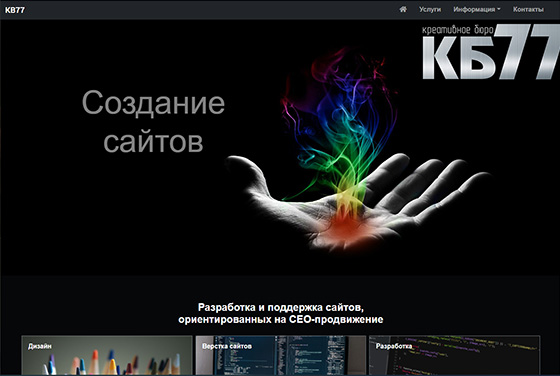 КВ77
Услуги
Информация
Контакты
креативное бюро
КБ77
Создание
сайтов
Разработка и поддержка сайтов,
ориентированных на СЕО-продвижение
Дизайн
Верстка сайтов
Разработка